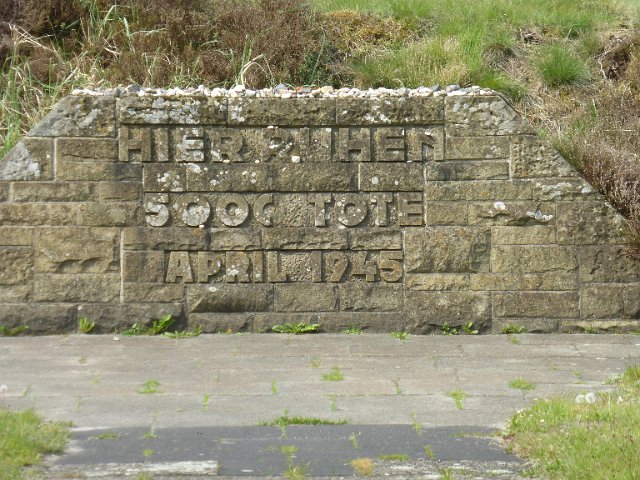 HIER RUHEN
5000 TOTE
APRIL 1945